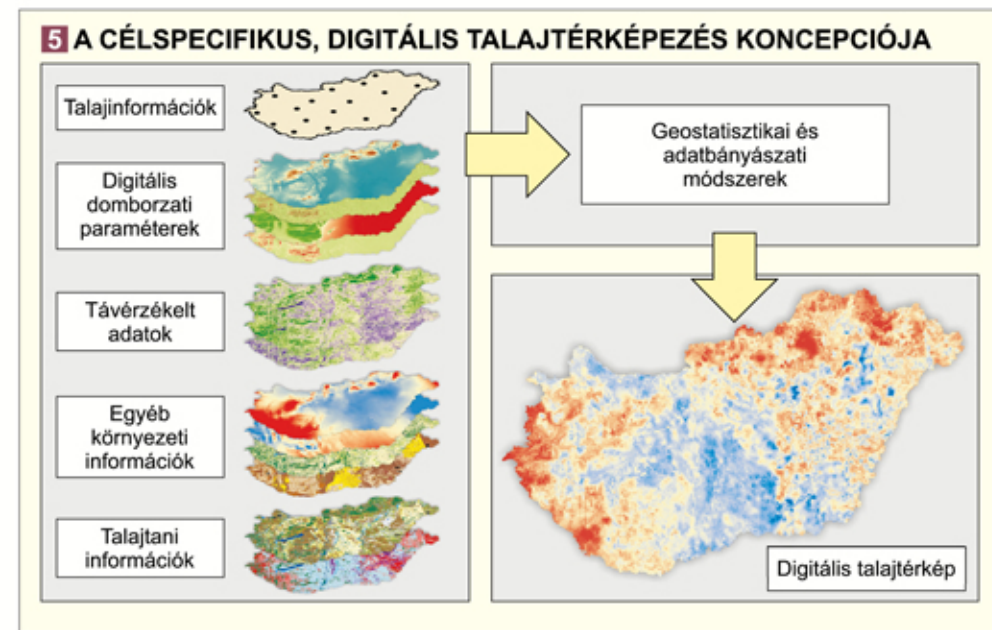 5 A CÉLSPECIFIKUS, DIGITÁLIS TALAJTÉRKÉPEZÉS KONCEPCIÓJA
Talajinformációk
Digitális
domborzati
paraméterek
Távérzékelt
adatok
Egyéb
környezeti
információk
Talajtani
információk
Geostatisztikai és
adatbányászati
módszerek
Digitális talajtérkép